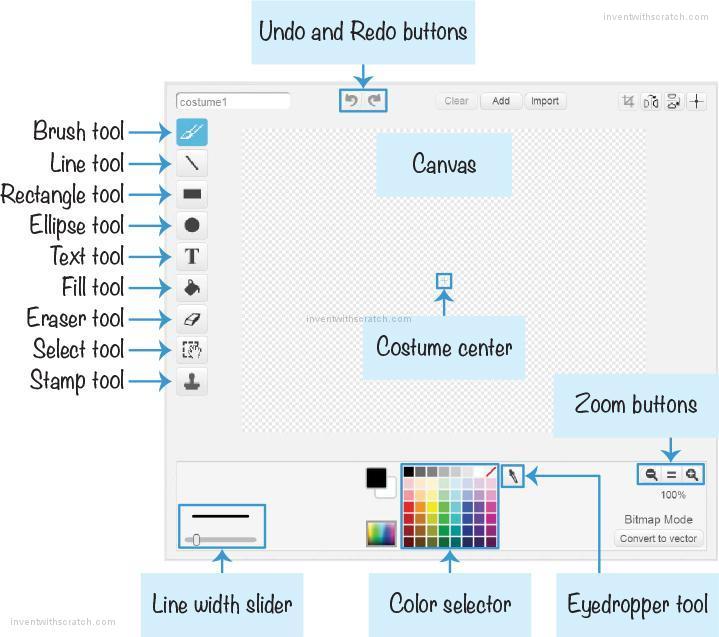 inventwithscratch.com
Undo and Redo buttons
costume1
Clear
Add
Import
Brush tool
Line tool
Rectangle tool
Ellipse tool
Text tool
T
Fill tool
Eraser tool
Select tool
Stamp tool
Canvas
inventwithscratch.com
Costume center
Zoom buttons
100%
Bitmap Mode
Convert to vector
Line width slider
Color selector
Eyedropper tool
inventwithscratch.com